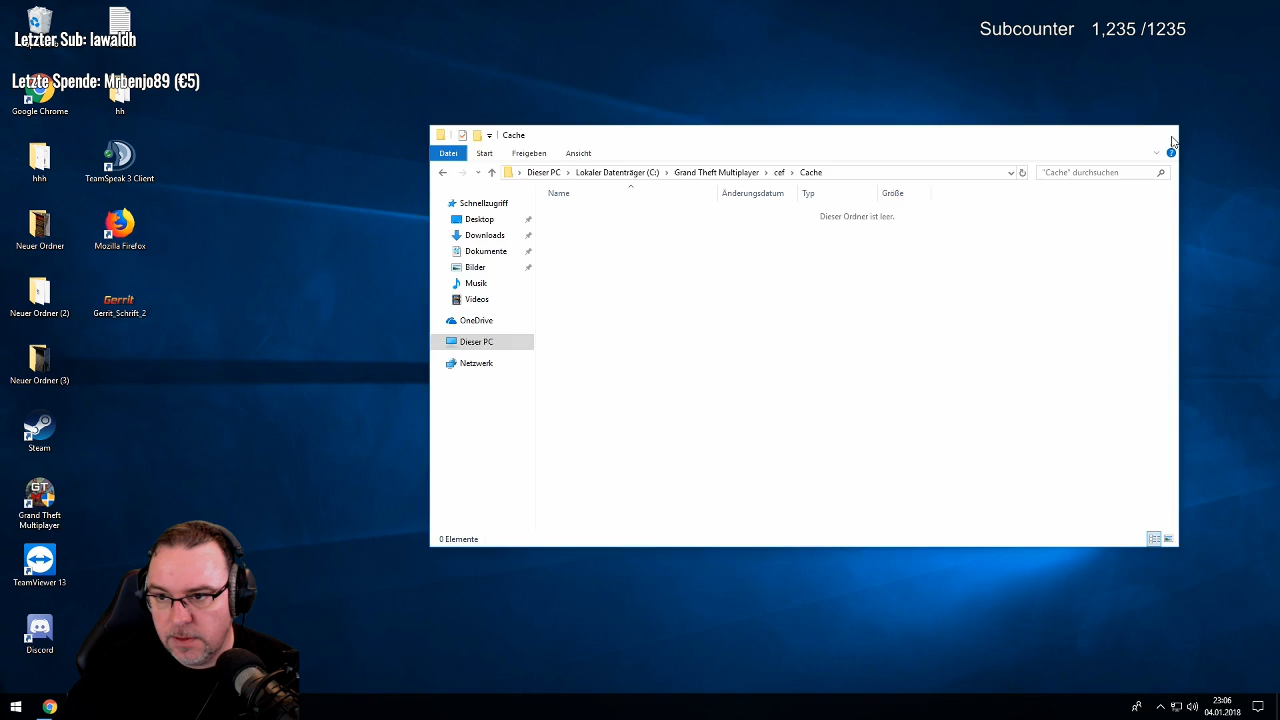 Letzter Sub: lawaldh
Letzte Spende: Mrbenjo89 (€5)
Subcounter 1,235 /1235
Google Chrome
hh
hhh
TeamSpeak 3 Client
Neuer Ordner
Mozilla Firefox
Neuer Ordner (2)
Gerrit
Gerrit_Schrift_2
Neuer Ordner (3)
Steam
GT
Grand Theft
Multiplayer
TeamViewer 13
Discord
Cache
Datei Start Freigeben Ansicht
Dieser PC Lokaler Datenträger (C:) Grand Theft Multiplayer cef Cache
"Cache" durchsuchen
Name Änderungsdatum Typ Größe
Dieser Ordner ist leer.
Schnellzugriff
Desktop
Downloads
Dokumente
Bilder
Musik
Videos
OneDrive
Dieser PC
Netzwerk
0 Elemente
23:06
04.01.2018